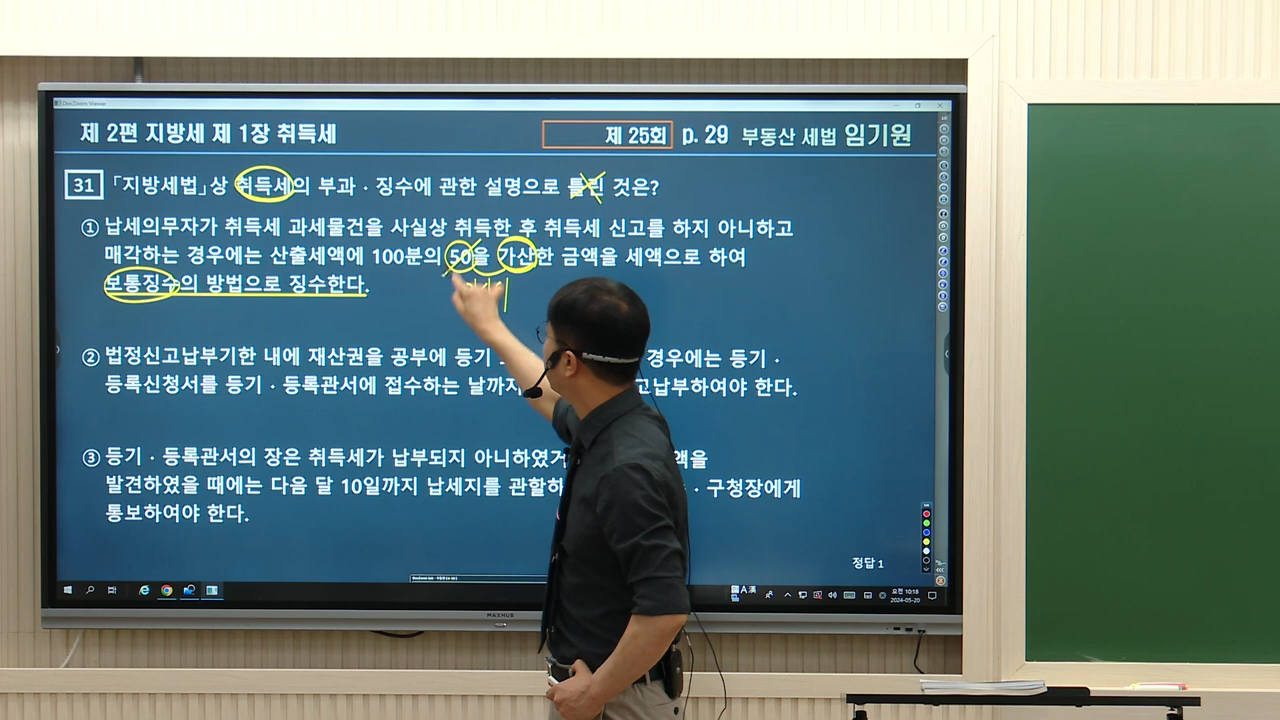 DocZoom Viewer
제 2편 지방세 제 1장 취득세
제 25회 p. 29 부동산 세법 임기원
31 「지방세법」상 취득세의 부과 · 징수에 관한 설명으로 틀린 것은?
① 납세의무자가 취득세 과세물건을 사실상 취득한 후 취득세 신고를 하지 아니하고
매각하는 경우에는 산출세액에 100분의 50을 가산한 금액을 세액으로 하여
보통징수의 방법으로 징수한다.
② 법정신고납부기한 내에 재산권을 공부에 등기 경우에는 등기 ·
등록신청서를 등기 · 등록관서에 접수하는 날까지 고납부하여야 한다.
③ 등기 · 등록관서의 장은 취득세가 납부되지 아니하였거 액을
발견하였을 때에는 다음 달 10일까지 납세지를 관할하 · 구청장에게
통보하여야 한다.
정답 1
A 漢
오전 10:18
2024-05-20
MAXHUB